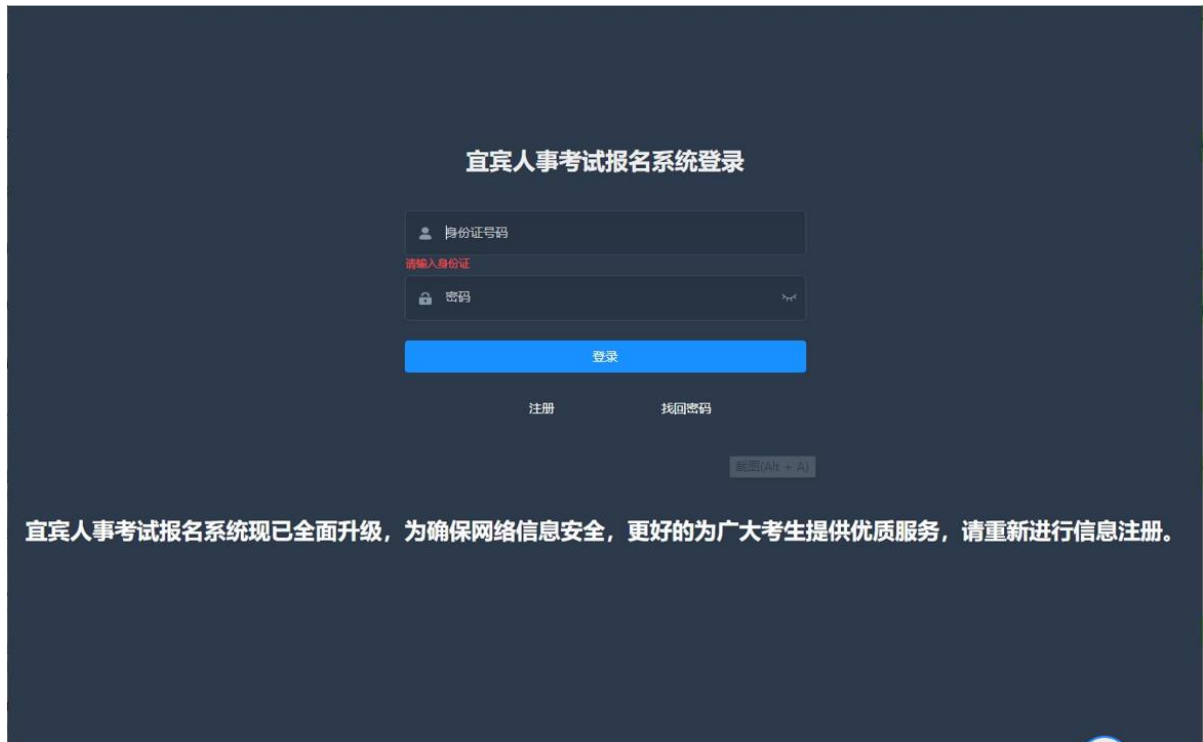 宜宾人事考试报名系统登录
身份证号码
请输入身份证
密码
登录
注册 找回密码
截图(Alt + A)
宜宾人事考试报名系统现已全面升级，为确保网络信息安全，更好的为广大考生提供优质服务，请重新进行信息注册。